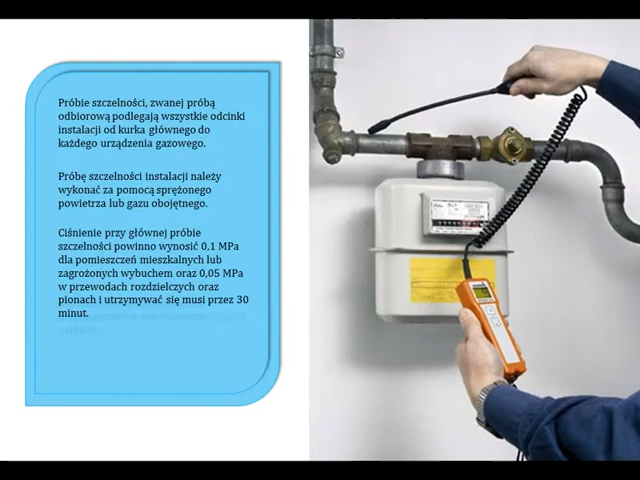 Próbie szczelności, zwanej próbą
odbiorową podlegają wszystkie odcinki
instalacji od kurka głównego do
każdego urządzenia gazowego.
Próbę szczelności instalacji należy
wykonać za pomocą sprężonego
powietrza lub gazu obojętnego.
Ciśnienie przy głównej próbie
szczelności powinno wynosić 0,1 MPa
dla pomieszczeń mieszkalnych lub
zagrożonych wybuchem oraz 0,05 MPa
w przewodach rozdzielczych oraz
pionach i utrzymywać się musi przez 30
minut.